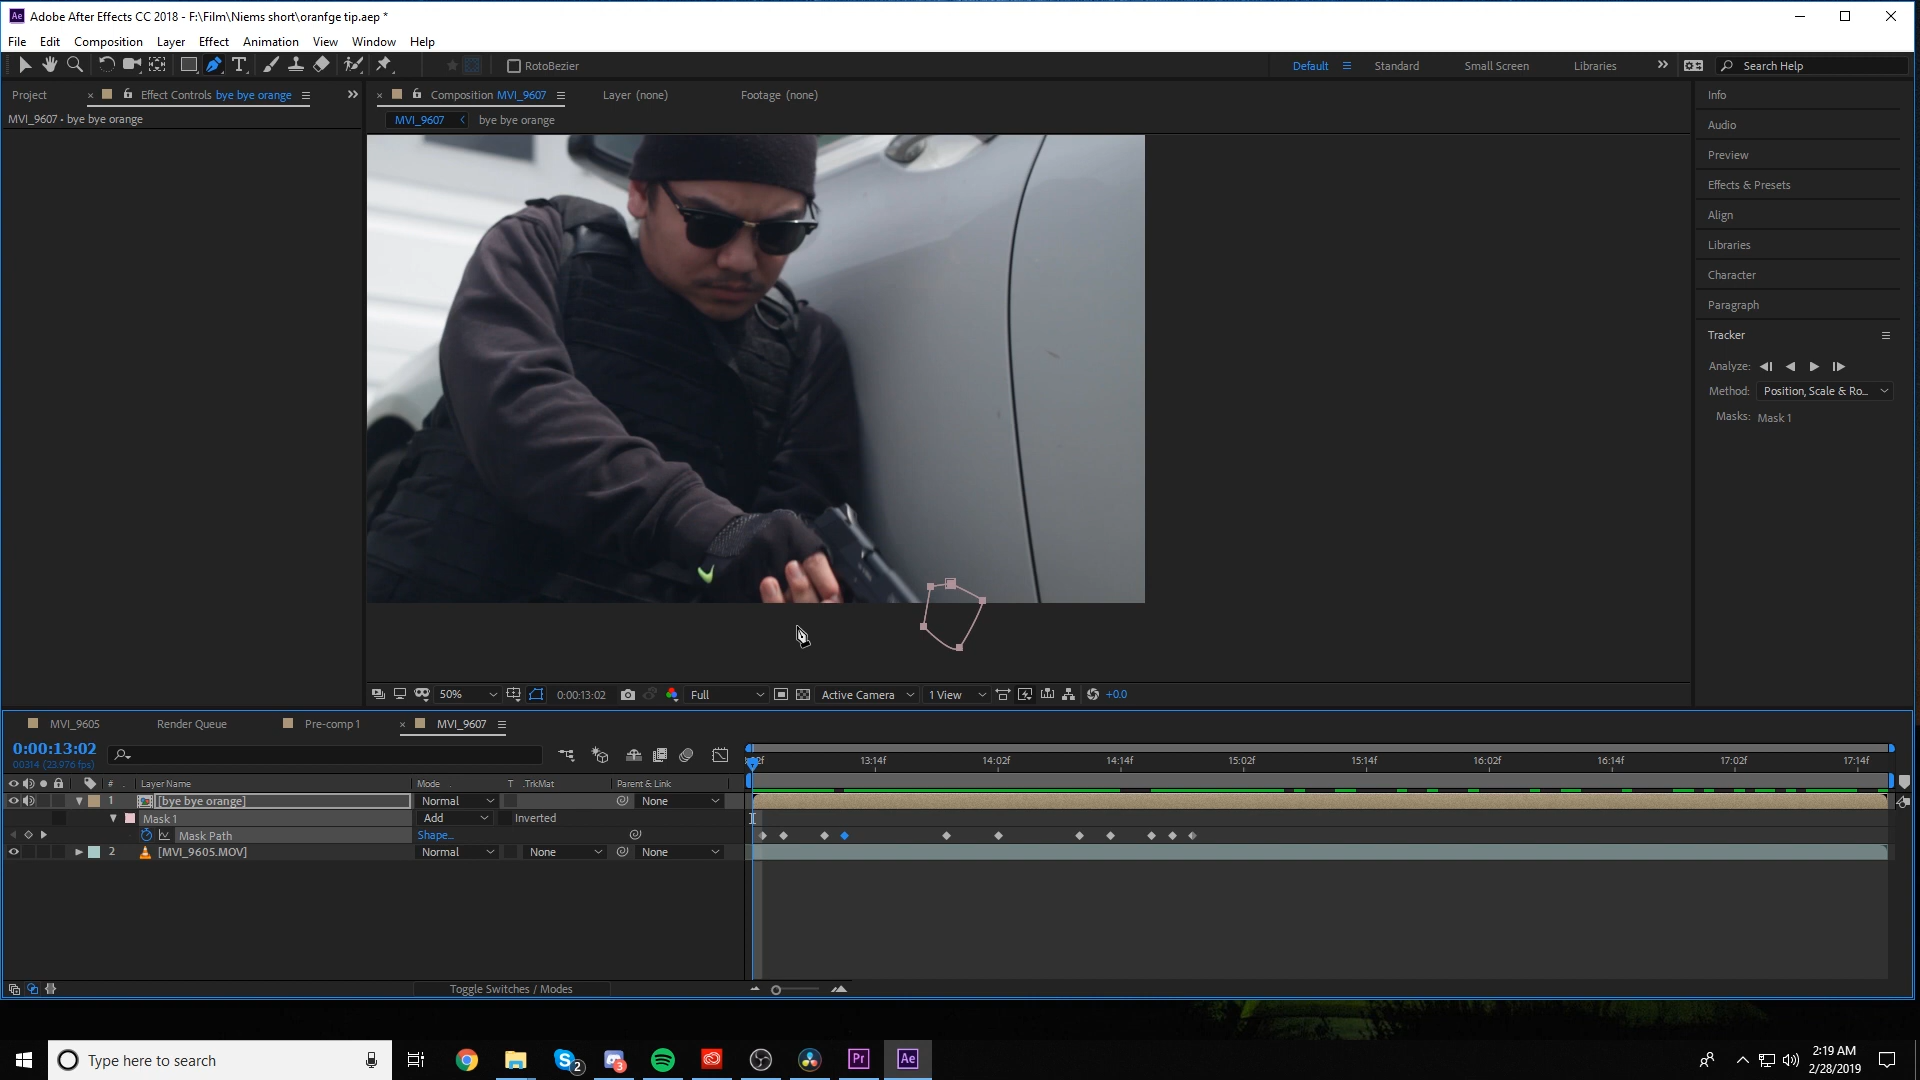 Adobe After Effects CC 2018 - F:\Film\Niems short\oranfge tip.aep *
File Edit Composition Layer Effect Animation View Window Help
RotoBezier
Default Standard Small Screen Libraries Search Help
Project Effect Controls bye bye orange Composition MVI_9607 Layer (none) Footage (none)
MVI_9607 • bye bye orange
MVI_9607 bye bye orange
Info
Audio
Preview
Effects & Presets
Align
Libraries
Character
Paragraph
Tracker
Analyze:
Method: Position, Scale & Ro...
Masks: Mask 1
50% 0:00:13:02 Full Active Camera 1 View +0.0
MVI_9605 Render Queue Pre-comp 1 MVI_9607
0:00:13:02
00314 (23.976 fps)
13:14f 14:02f 14:14f 15:02f 15:14f 16:02f 16:14f 17:02f 17:14f
# Layer Name Mode T .TrkMat Parent & Link
1 [bye bye orange] Normal None
Mask 1 Add Inverted
Mask Path Shape...
2 [MVI_9605.MOV] Normal None None
Toggle Switches / Modes
Type here to search
2
3
Pr
Ae
2:19 AM
2/28/2019